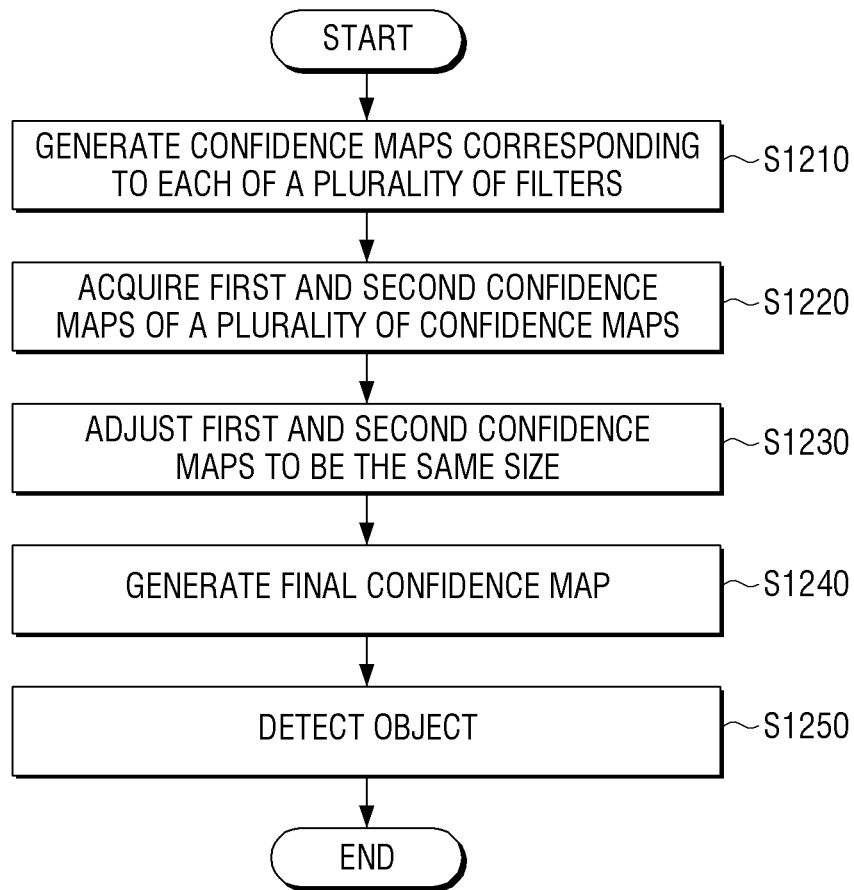 START
GENERATE CONFIDENCE MAPS CORRESPONDING
TO EACH OF A PLURALITY OF FILTERS
S1210
ACQUIRE FIRST AND SECOND CONFIDENCE
MAPS OF A PLURALITY OF CONFIDENCE MAPS
S1220
ADJUST FIRST AND SECOND CONFIDENCE
MAPS TO BE THE SAME SIZE
S1230
GENERATE FINAL CONFIDENCE MAP
S1240
DETECT OBJECT
S1250
END